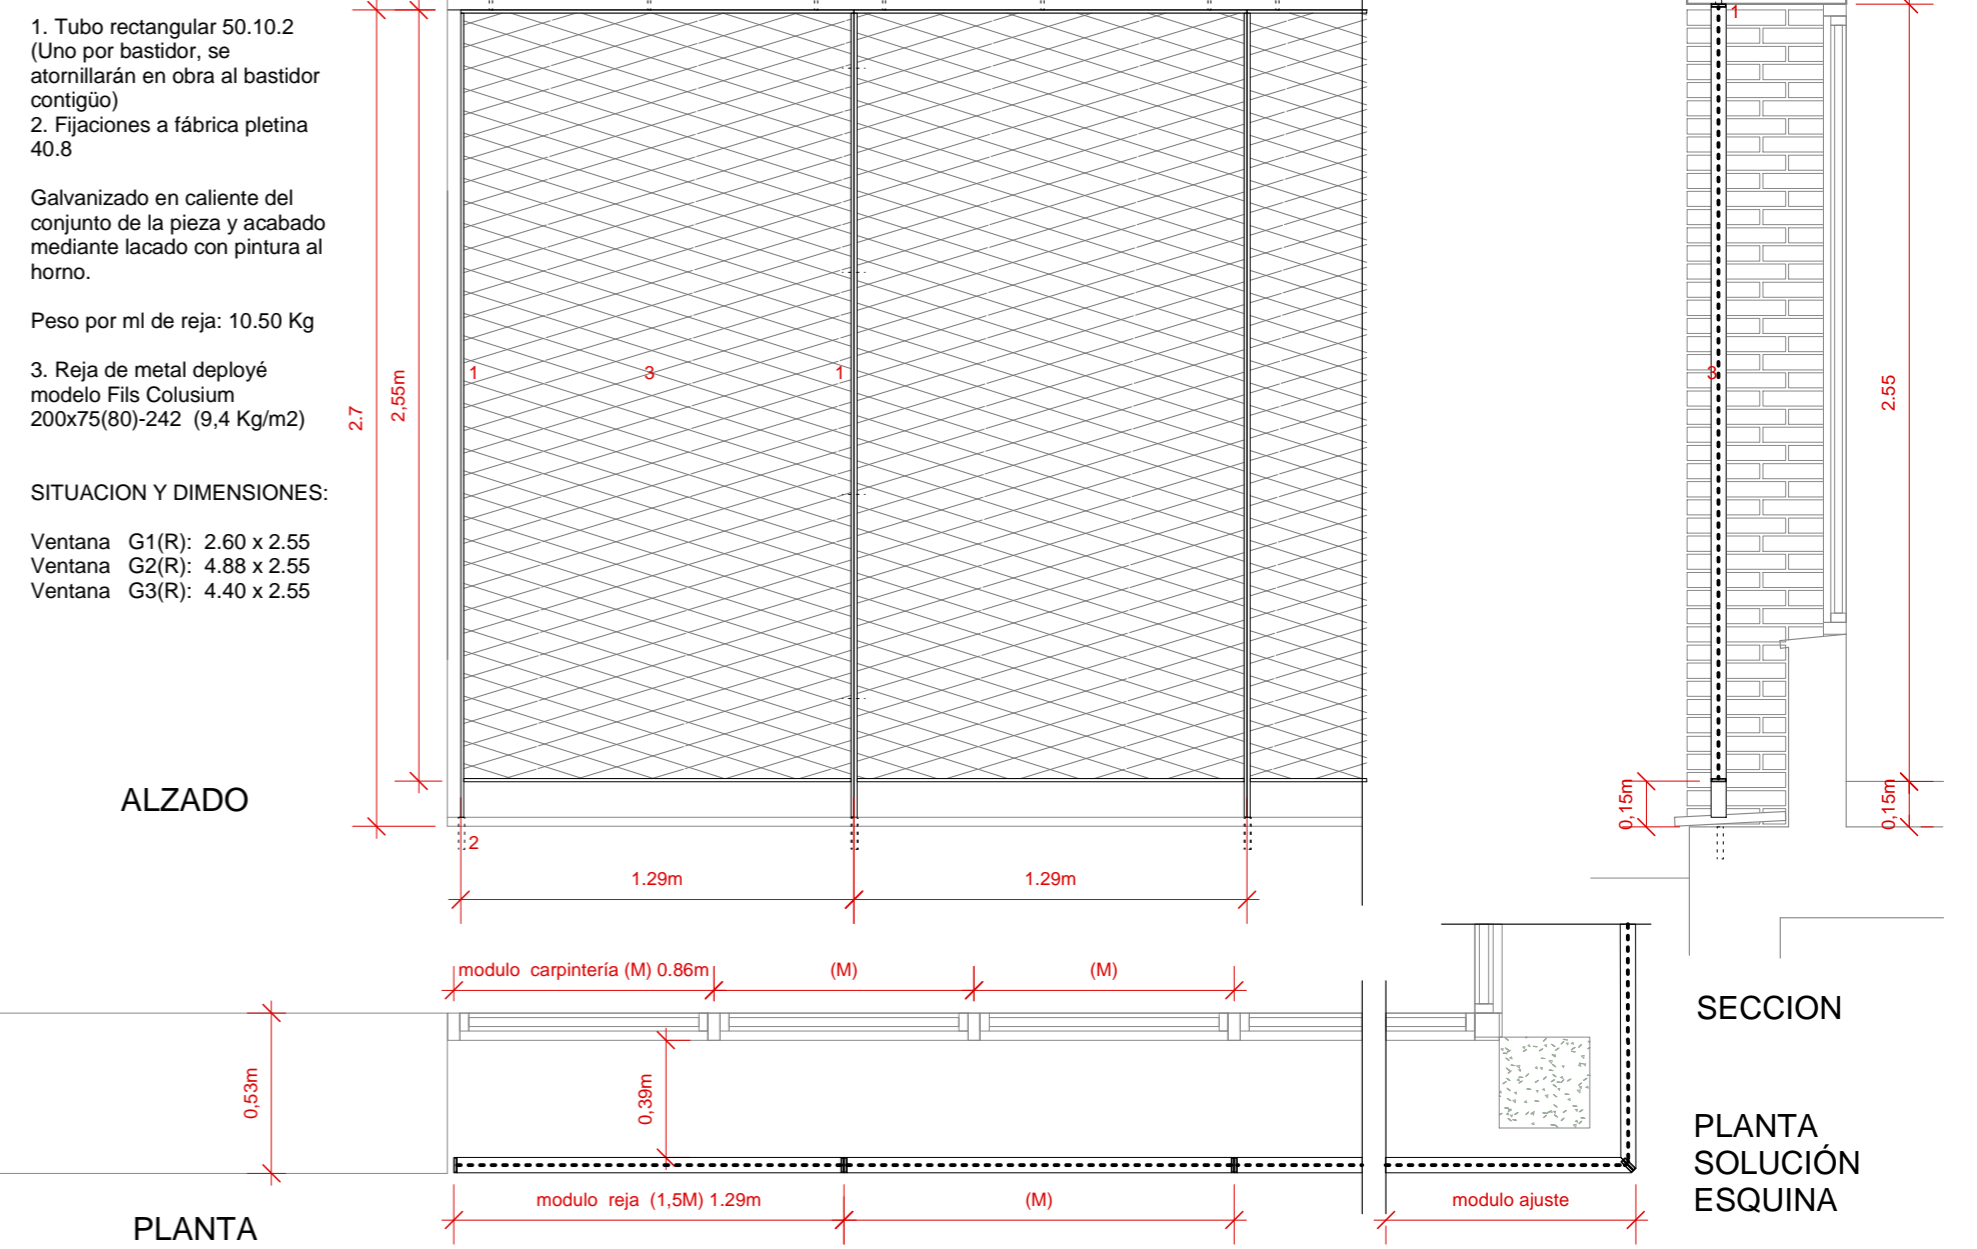 1. Tubo rectangular 50.10.2
(Uno por bastidor, se
atornillarán en obra al bastidor
contigüo)
2. Fijaciones a fábrica pletina
40.8
Galvanizado en caliente del
conjunto de la pieza y acabado
mediante lacado con pintura al
horno.
Peso por ml de reja: 10.50 Kg
3. Reja de metal deployé
modelo Fils Colusium
200x75(80)-242 (9,4 Kg/m2)
SITUACION Y DIMENSIONES:
Ventana G1(R): 2.60 x 2.55
Ventana G2(R): 4.88 x 2.55
Ventana G3(R): 4.40 x 2.55
ALZADO
2.7
2,55m
1
3
1
2
1.29m
1.29m
1
3
2.55
0,15m
0,15m
SECCION
modulo carpintería (M) 0.86m
(M)
(M)
0,53m
0,39m
modulo reja (1,5M) 1.29m
(M)
modulo ajuste
PLANTA
PLANTA
SOLUCIÓN
ESQUINA